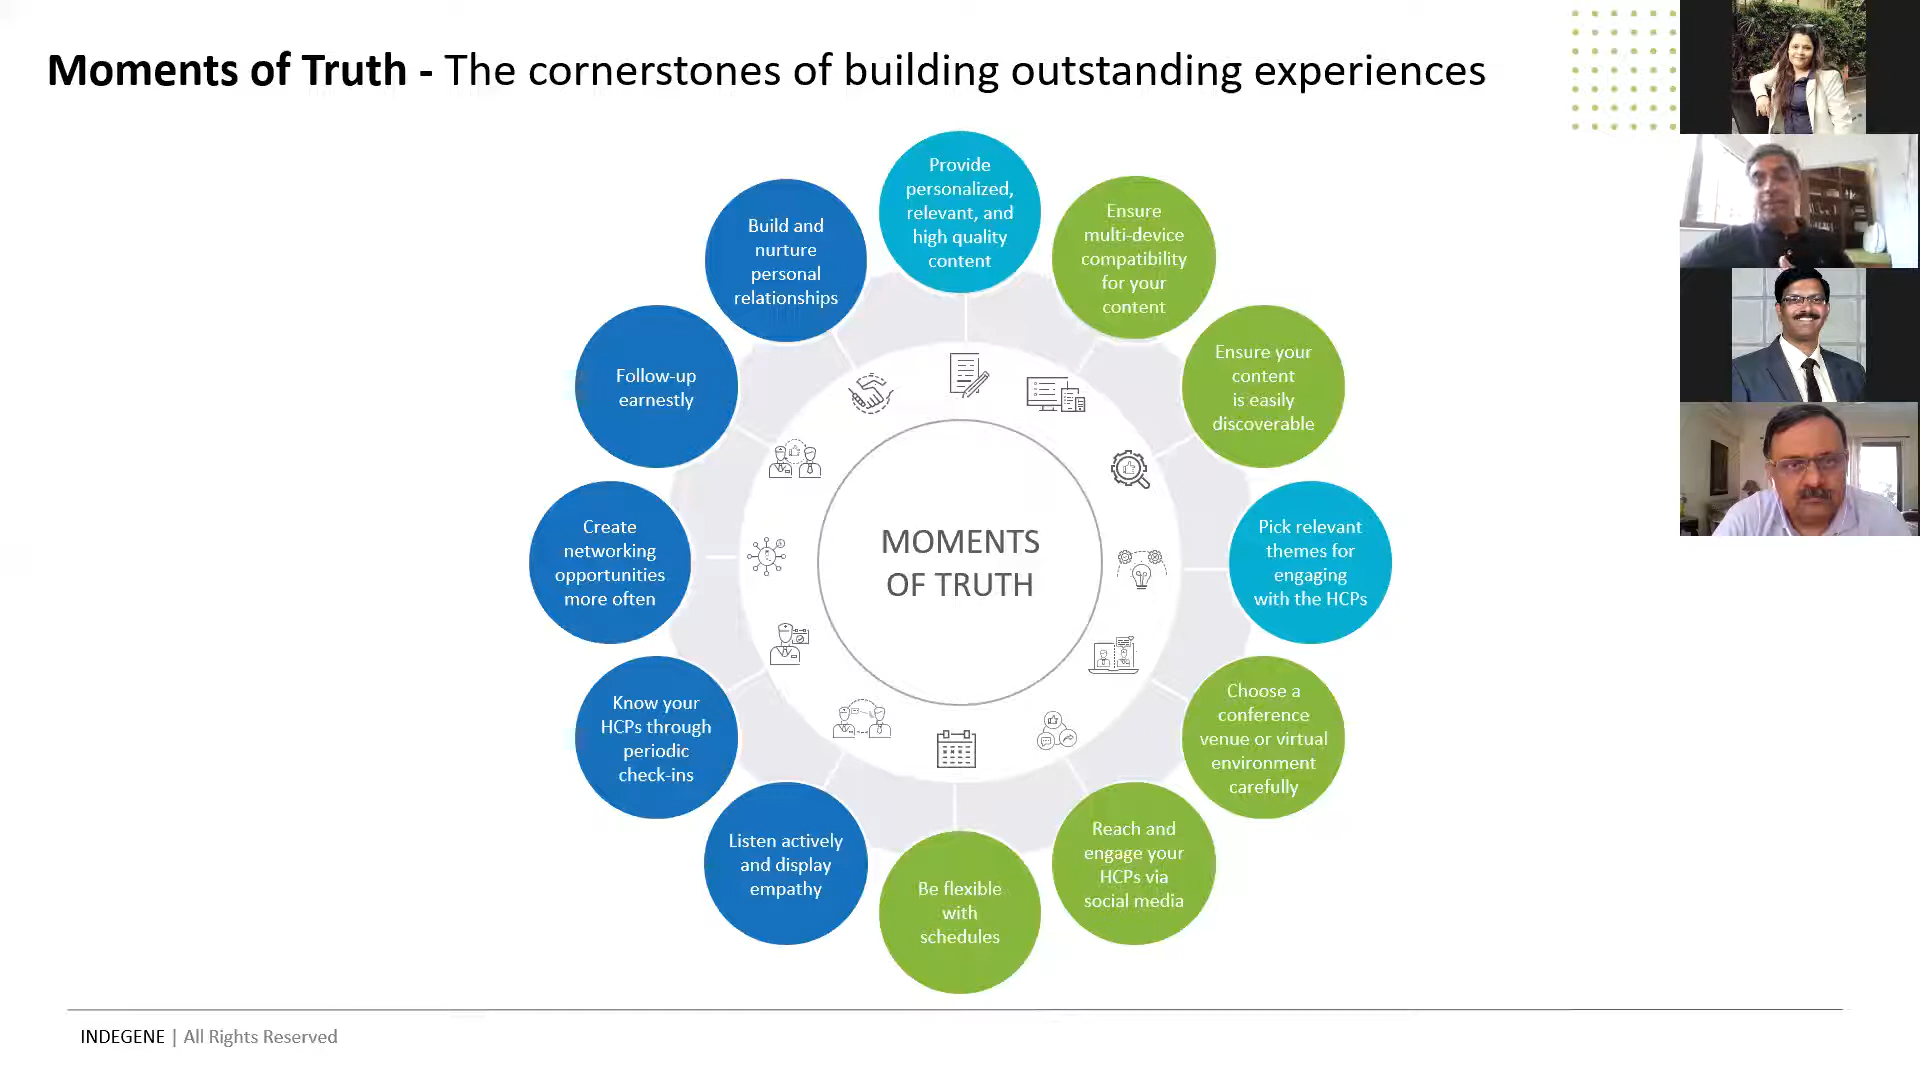 Moments of Truth - The cornerstones of building outstanding experiences
Provide
personalized,
relevant, and
high quality
content
Ensure
multi-device
compatibility
for your
content
Ensure your
content
is easily
discoverable
Pick relevant
themes for
engaging
with the HCPs
Choose a
conference
venue or virtual
environment
carefully
Reach and
engage your
HCPs via
social media
Be flexible
with
schedules
Listen actively
and display
empathy
Know your
HCPs through
periodic
check-ins
Create
networking
opportunities
more often
Follow-up
earnestly
Build and
nurture
personal
relationships
MOMENTS
OF TRUTH
INDEGENE | All Rights Reserved